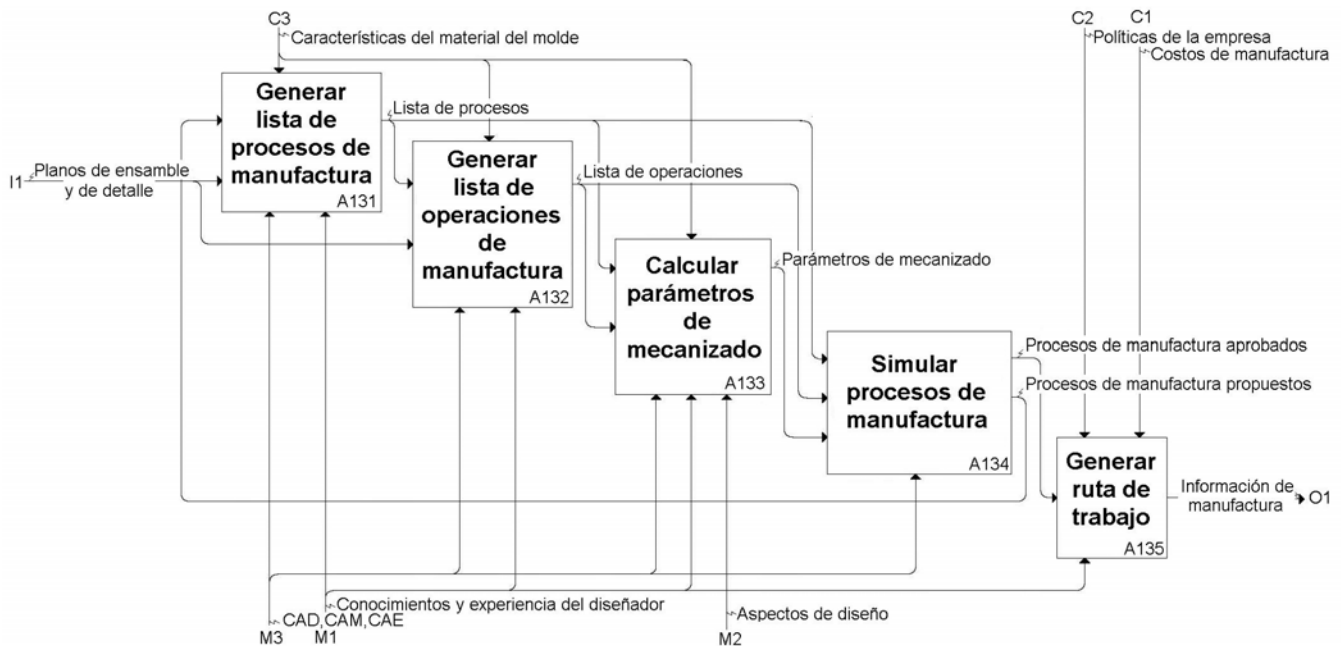 C3
Características del material del molde
C2
C1
Políticas de la empresa
Costos de manufactura
Generar
lista de
procesos de
manufactura
A131
Lista de procesos
I1
Planos de ensamble
y de detalle
Generar
lista de
operaciones
de
manufactura
A132
Lista de operaciones
Calcular
parámetros
de
mecanizado
A133
Parámetros de mecanizado
Simular
procesos de
manufactura
A134
Procesos de manufactura aprobados
Procesos de manufactura propuestos
Generar
ruta de
trabajo
A135
Información de
manufactura
O1
Conocimientos y experiencia del diseñador
CAD,CAM,CAE
M3
M1
Aspectos de diseño
M2